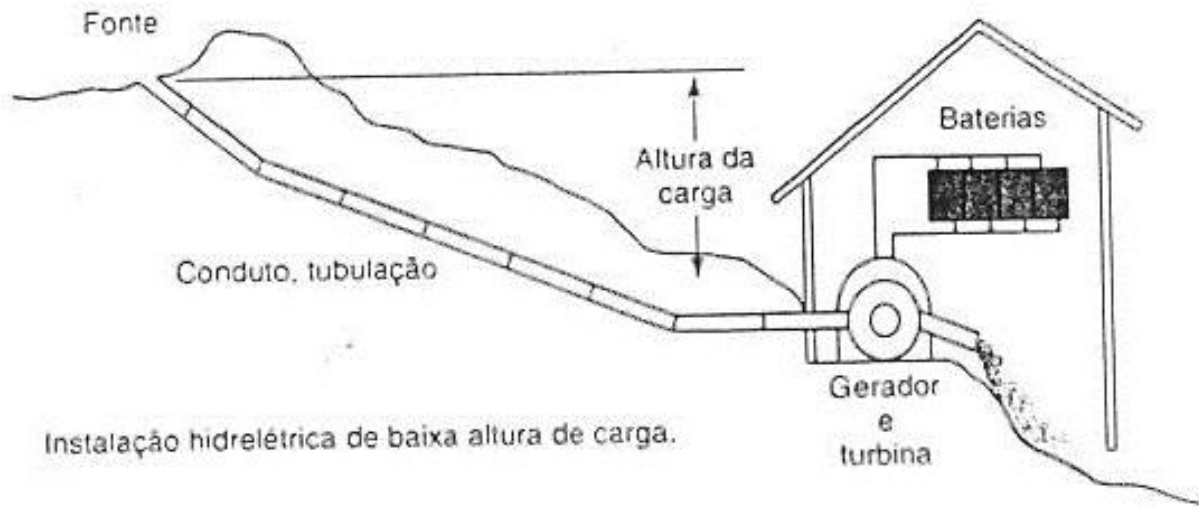 Fonte
Baterias
Altura da
carga
Conduto, tubulação
Gerador
e
turbina
Instalação hidrelétrica de baixa altura de carga.